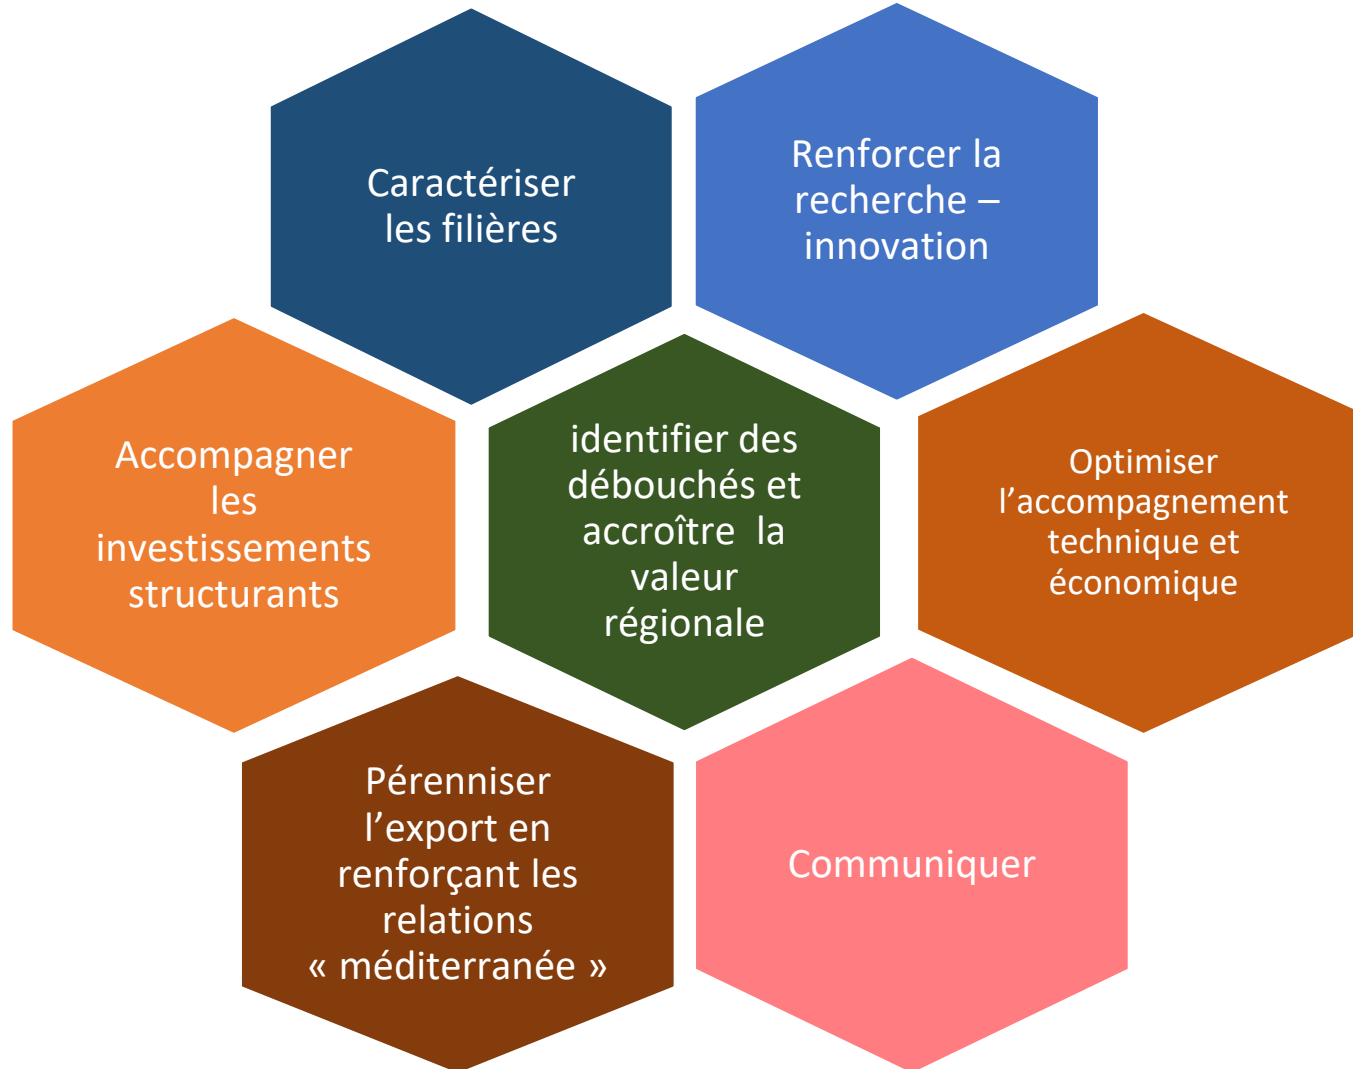 Caractériser
les filières
Renforcer la
recherche –
innovation
Accompagner
les
investissements
structurants
identifier des
débouchés et
accroître  la
valeur
régionale
Optimiser
l’accompagnement
technique et
économique
Pérenniser
l’export en
renforçant les
relations
« méditerranée »
Communiquer